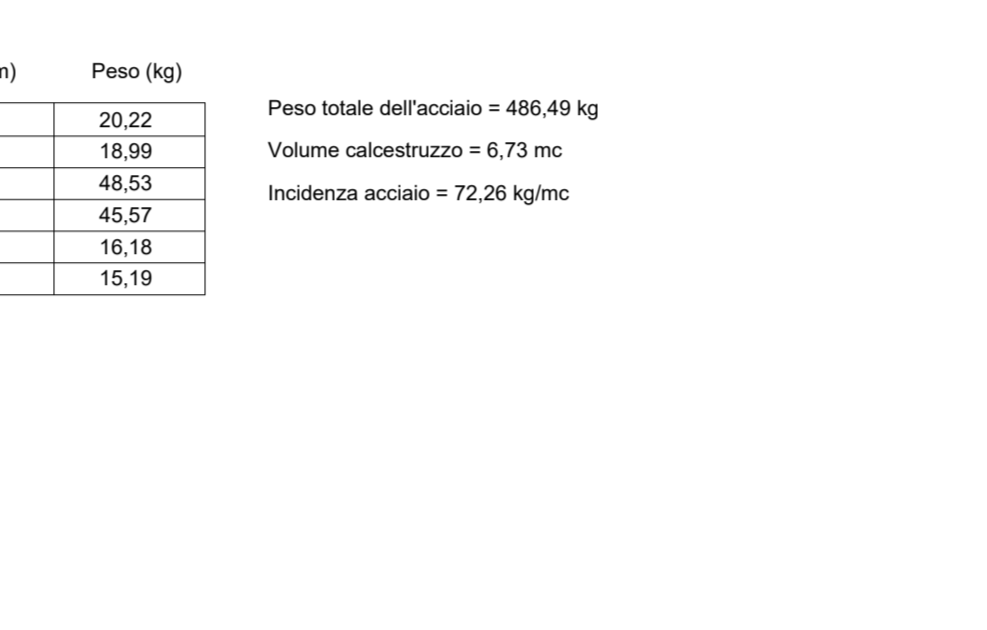 Peso (kg)
20,22
18,99
48,53
45,57
16,18
15,19
Peso totale dell'acciaio = 486,49 kg
Volume calcestruzzo = 6,73 mc
Incidenza acciaio = 72,26 kg/mc